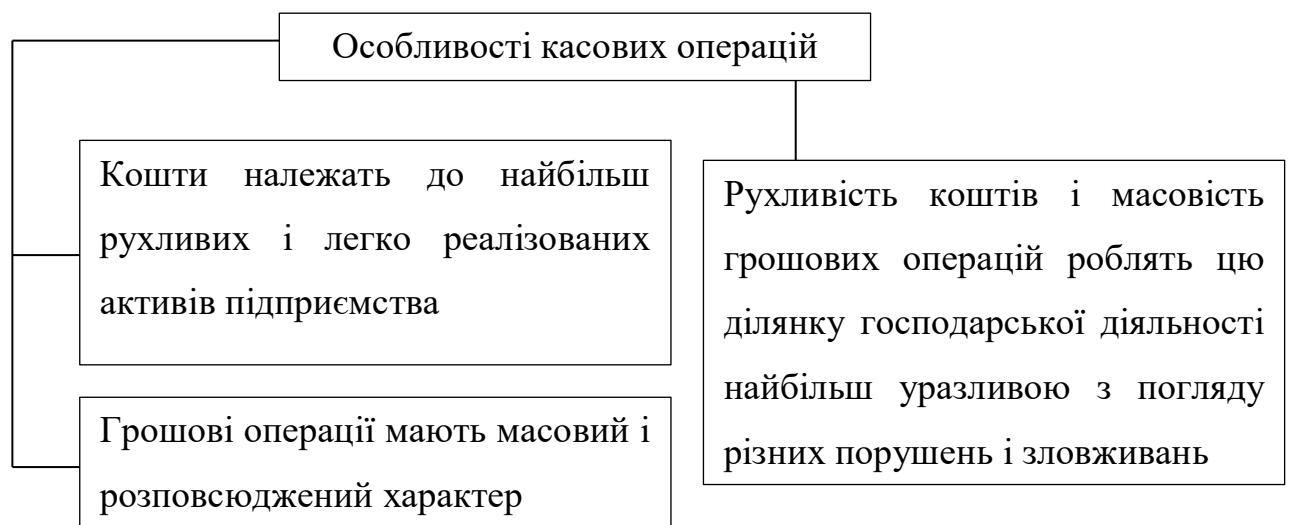 Особливості касових операцій
Кошти належать до найбільш
рухливих і легко реалізованих
активів підприємства
Грошові операції мають масовий і
розповсюджений характер
Рухливість коштів і масовість
грошових операцій роблять цю
ділянку господарської діяльності
найбільш уразливою з погляду
різних порушень і зловживань